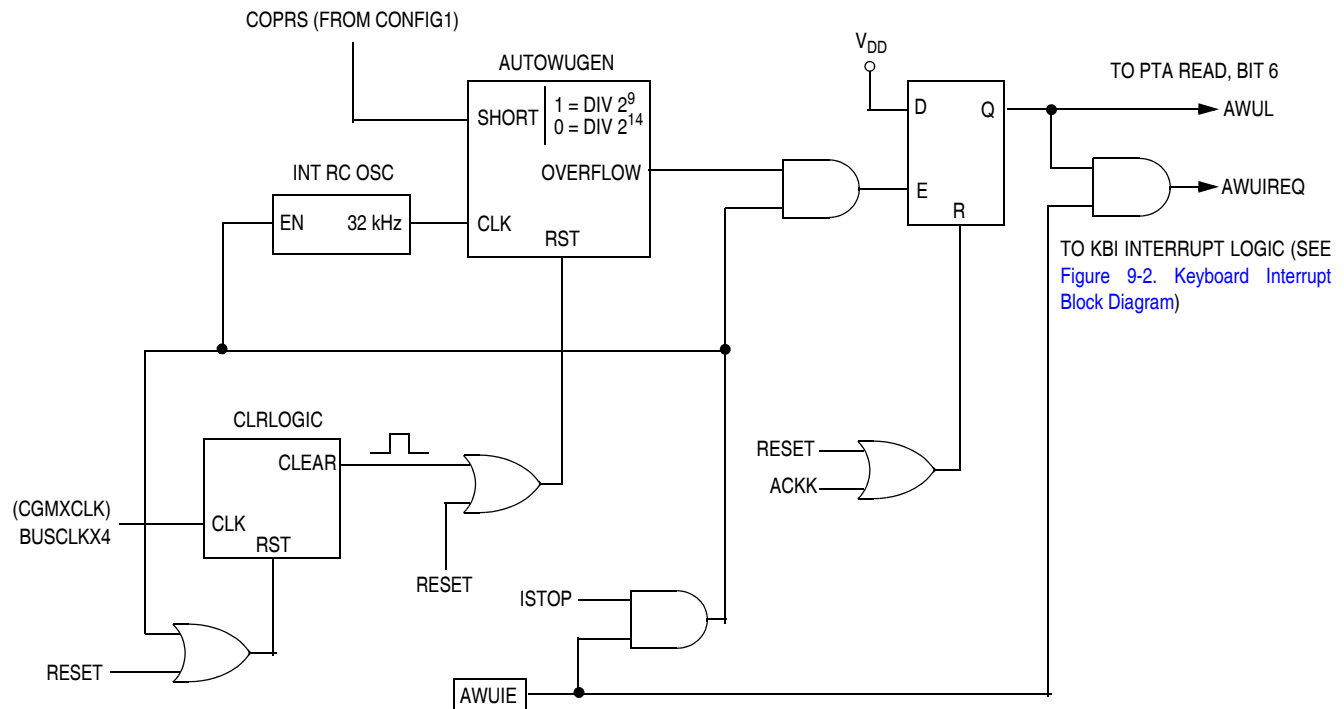 COPRS (FROM CONFIG1)
V_DD
AUTOWUGEN
TO PTA READ, BIT 6
SHORT
1 = DIV 2^9
0 = DIV 2^14
D
Q
AWUL
INT RC OSC
OVERFLOW
EN
32 kHz
CLK
RST
E
R
AWUIREQ
TO KBI INTERRUPT LOGIC (SEE
Figure 9-2. Keyboard Interrupt
Block Diagram)
CLRLOGIC
CLEAR
(CGMXCLK)
BUSCLKX4
CLK
RST
RESET
ACKK
RESET
ISTOP
RESET
AWUIE